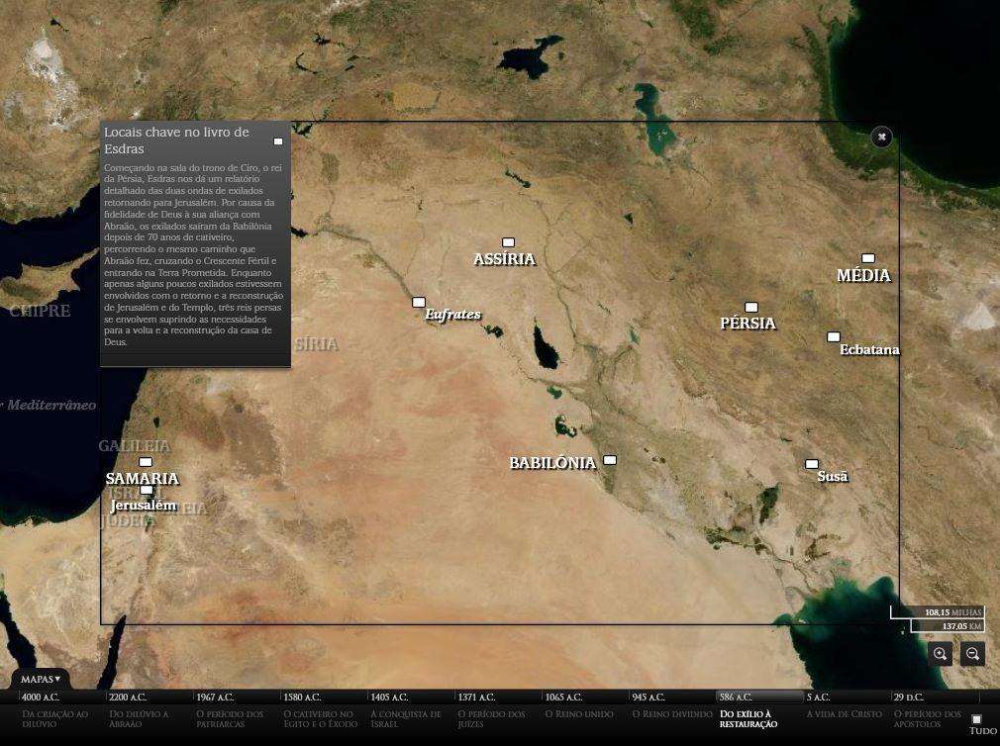 Locais chave no livro de
Esdras
Começando na sala do trono de Ciro, o rei
da Pérsia, Esdras nos dá um relatório
detalhado das duas ondas de exilados
retornando para Jerusalém. Por causa da
fidelidade de Deus à sua aliança com
Abraão, os exilados saíram da Babilônia
depois de 70 anos de cativeiro,
percorrendo o mesmo caminho que
Abraão fez, cruzando o Crescente Fértil e
entrando na Terra Prometida. Enquanto
apenas alguns poucos exilados estivessem
envolvidos com o retorno e a reconstrução
de Jerusalém e do Templo, três reis persas
se envolvem suprindo as necessidades
para a volta e a reconstrução da casa de
Deus.
ASSÍRIA
MÉDIA
CHIPRE
Eufrates
PÉRSIA
SÍRIA
Ecbatana
r Mediterrâneo
GALILEIA
BABILÔNIA
SAMARIA
Susã
ISRAEL
Jerusalém
REIA
JUDEIA
108,15 MILHAS
137,05 KM
MAPAS
4000 A.C.
2200 A.C.
1967 A.C.
1580 A.C.
1405 A.C.
1371 A.C.
1065 A.C.
945 A.C.
586 A.C.
5 A.C.
29 D.C.
DA CRIAÇÃO AO
DILÚVIO
DO DILÚVIO A
ABRAÃO
O PERÍODO DOS
PATRIARCAS
O CATIVEIRO NO
EGITO E O ÊXODO
A CONQUISTA DE
ISRAEL
O PERÍODO DOS
JUÍZES
O REINO UNIDO
O REINO DIVIDIDO
DO EXÍLIO À
RESTAURAÇÃO
A VIDA DE CRISTO
O PERÍODO DOS
APÓSTOLOS
TUDO